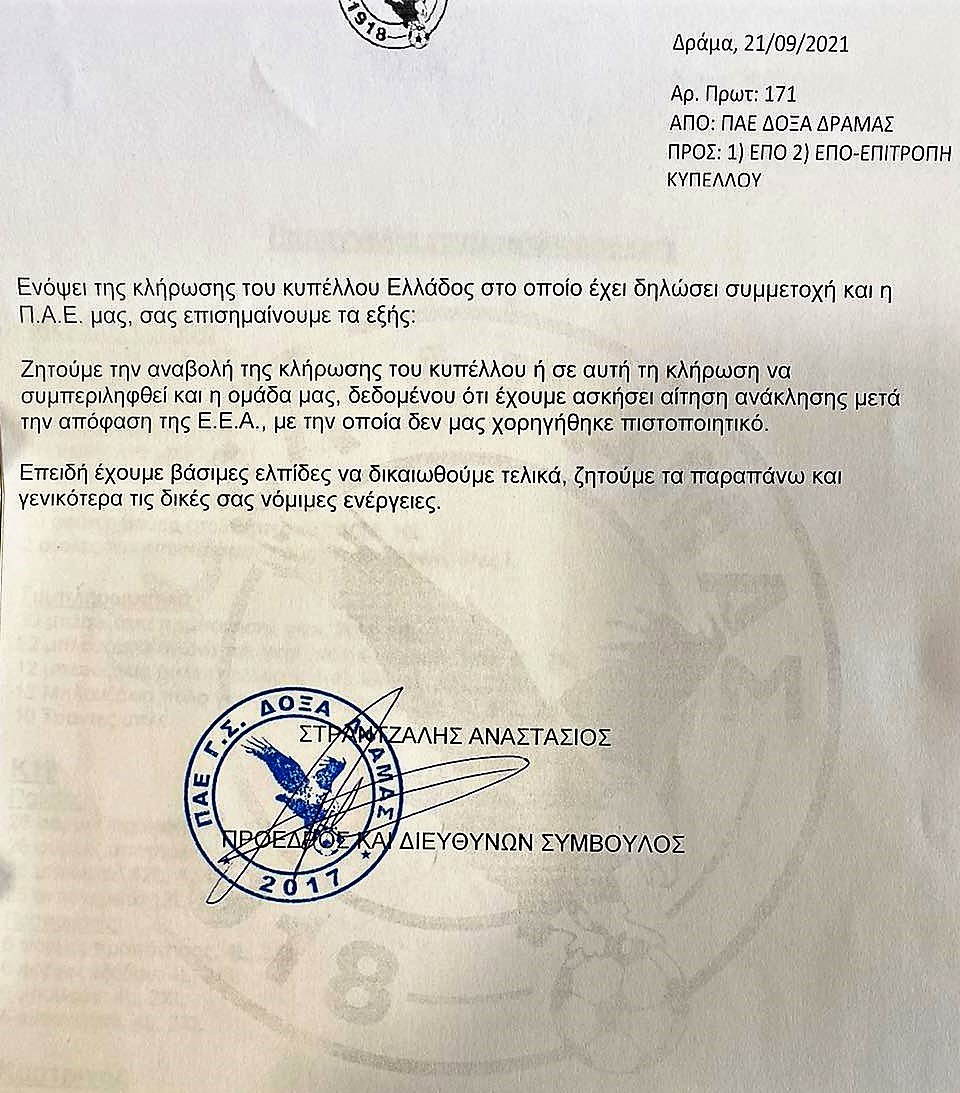 1918
Δράμα, 21/09/2021
Αρ. Πρωτ: 171
ΑΠΟ: ΠΑΕ ΔΟΞΑ ΔΡΑΜΑΣ
ΠΡΟΣ: 1) ΕΠΟ 2) ΕΠΟ-ΕΠΙΤΡΟΠΗ
ΚΥΠΕΛΛΟΥ
Ενόψει της κλήρωσης του κυπέλλου Ελλάδος στο οποίο έχει δηλώσει συμμετοχή και η
Π.Α.Ε. μας, σας επισημαίνουμε τα εξής:
Ζητούμε την αναβολή της κλήρωσης του κυπέλλου ή σε αυτή τη κλήρωση να
συμπεριληφθεί και η ομάδα μας, δεδομένου ότι έχουμε ασκήσει αίτηση ανάκλησης μετά
την απόφαση της Ε.Ε.Α., με την οποία δεν μας χορηγήθηκε πιστοποιητικό.
Επειδή έχουμε βάσιμες ελπίδες να δικαιωθούμε τελικά, ζητούμε τα παραπάνω και
γενικότερα τις δικές σας νόμιμες ενέργειες.
ΠΑΕ Γ.Σ. ΔΟΞΑ ΔΡΑΜΑΣ
ΣΤΡΑΝΤΖΑΛΗΣ ΑΝΑΣΤΑΣΙΟΣ
ΠΡΟΕΔΡΟΣ ΚΑΙ ΔΙΕΥΘΥΝΩΝ ΣΥΜΒΟΥΛΟΣ
2017
18